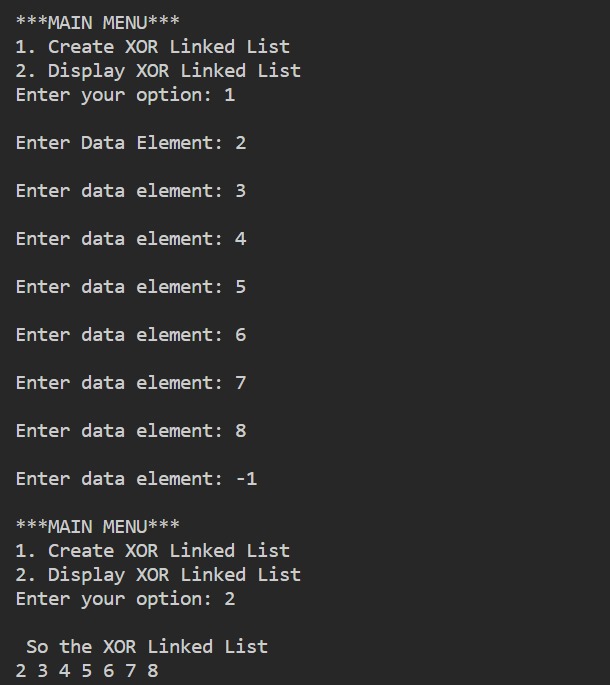 ***MAIN MENU***
1. Create XOR Linked List
2. Display XOR Linked List
Enter your option: 1
Enter Data Element: 2
Enter data element: 3
Enter data element: 4
Enter data element: 5
Enter data element: 6
Enter data element: 7
Enter data element: 8
Enter data element: -1
***MAIN MENU***
1. Create XOR Linked List
2. Display XOR Linked List
Enter your option: 2
So the XOR Linked List
2 3 4 5 6 7 8